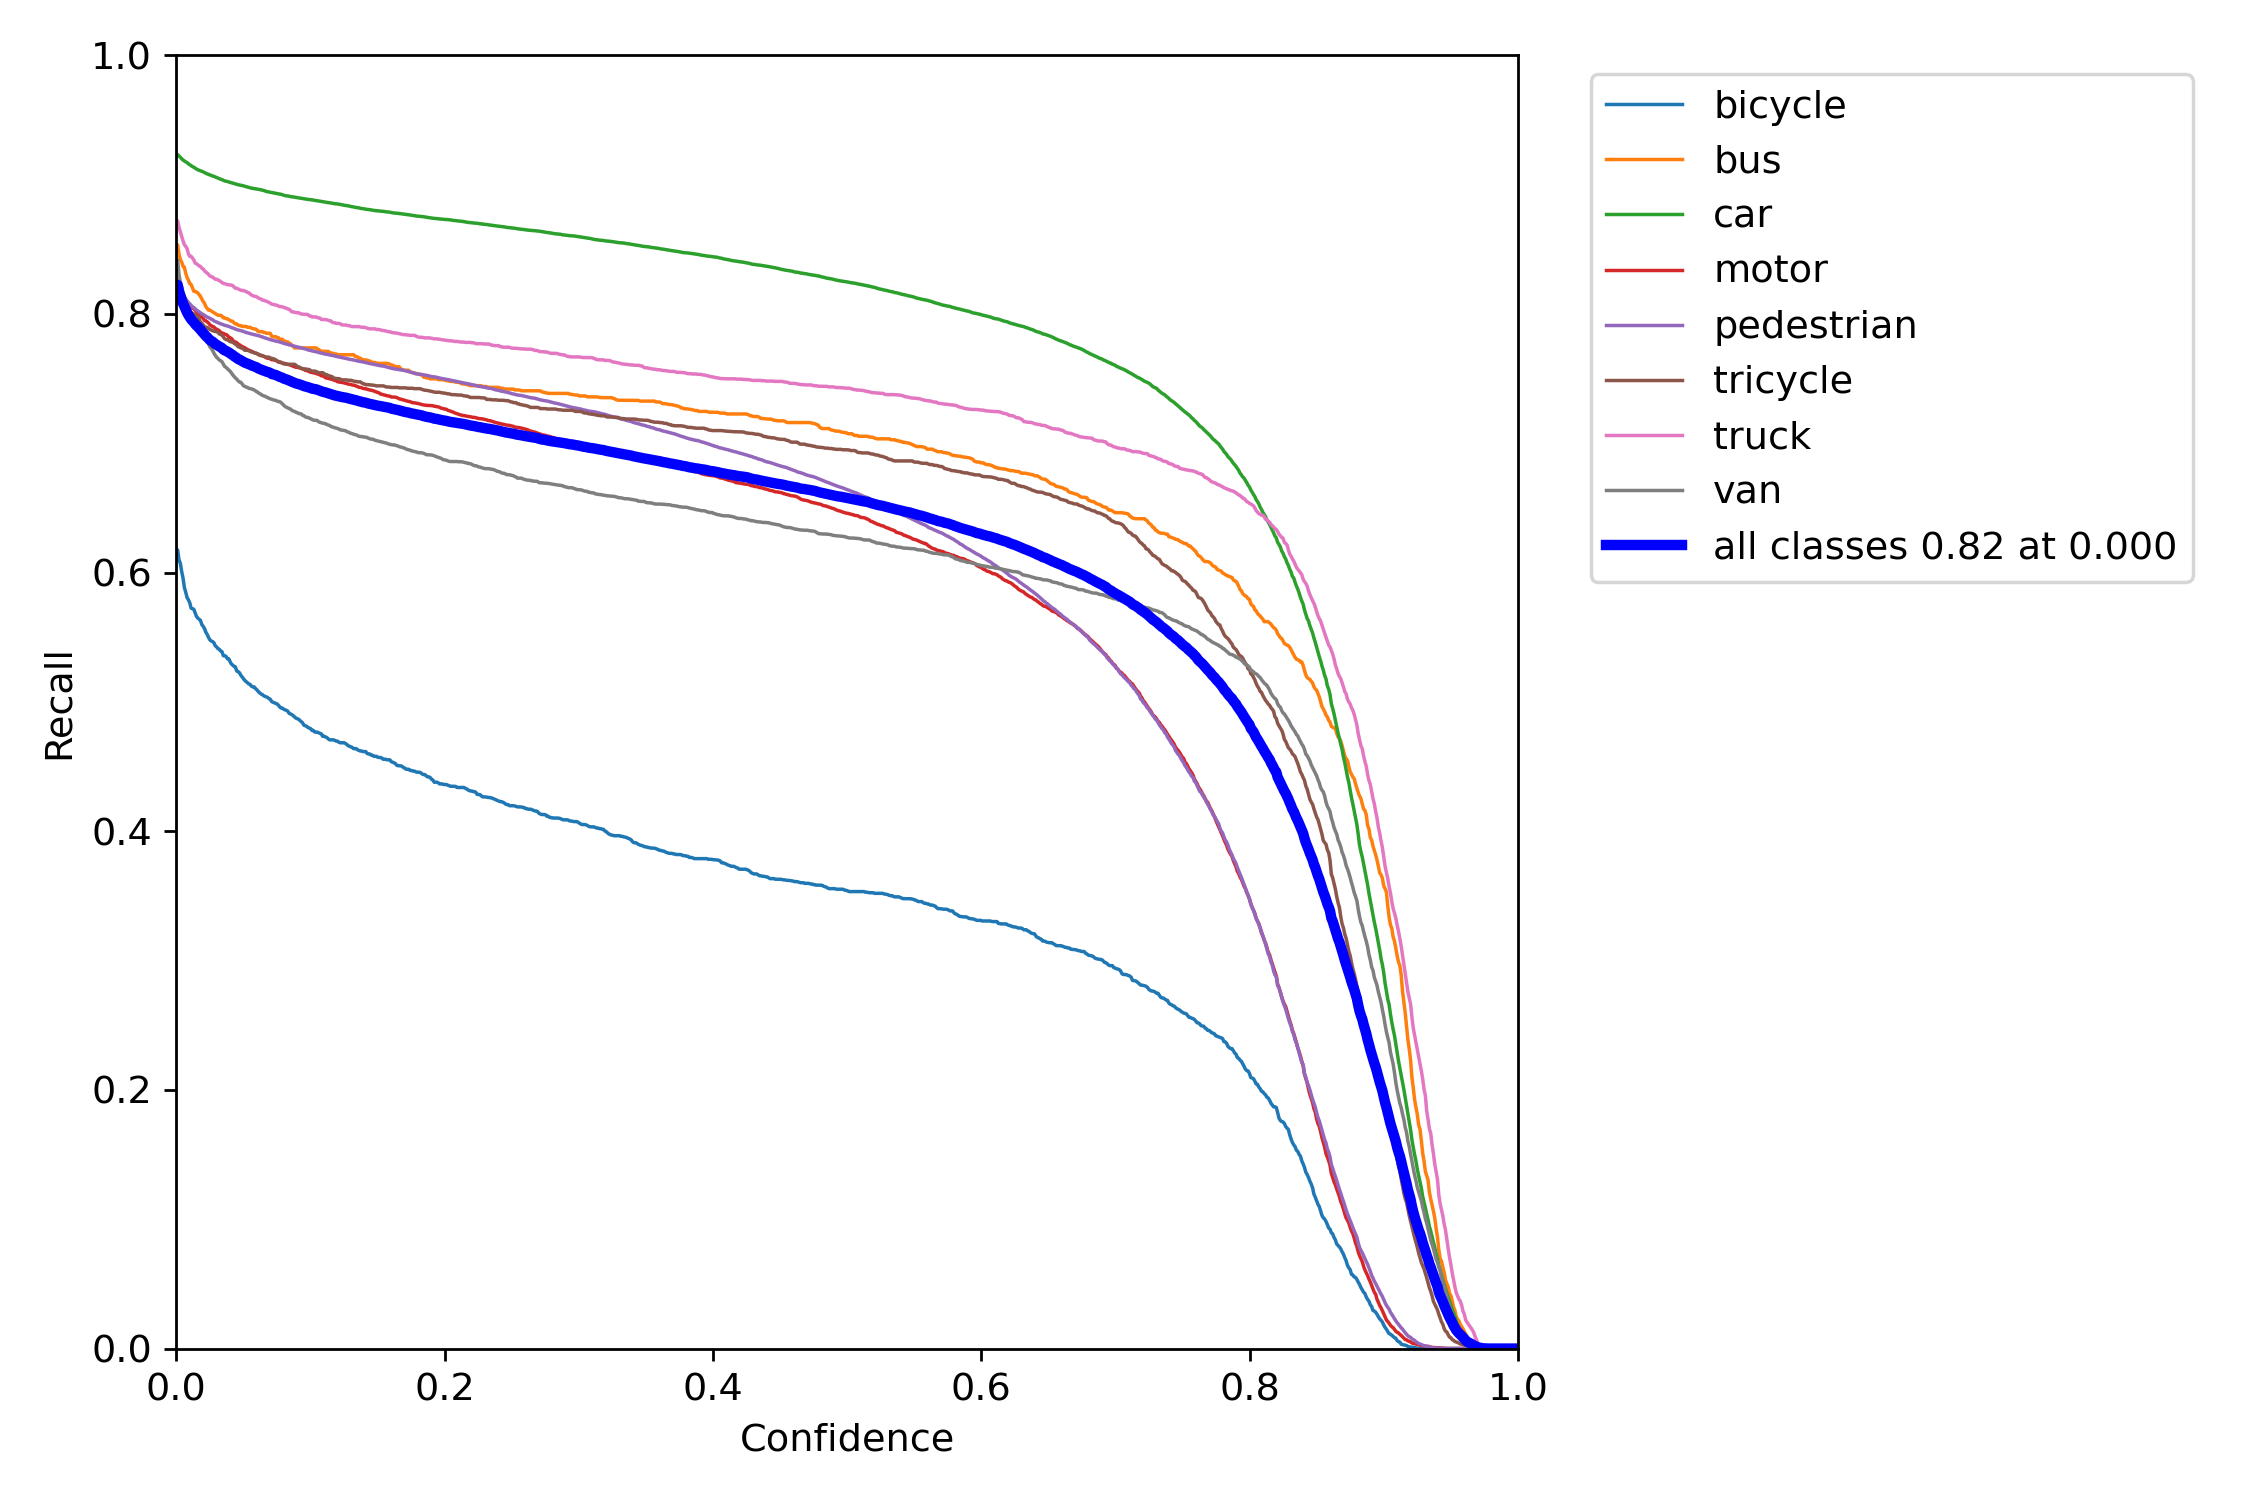 1.0
0.8
0.6
0.4
0.2
0.0
Recall
0.0 0.2 0.4 0.6 0.8 1.0
Confidence
bicycle
bus
car
motor
pedestrian
tricycle
truck
van
all classes 0.82 at 0.000